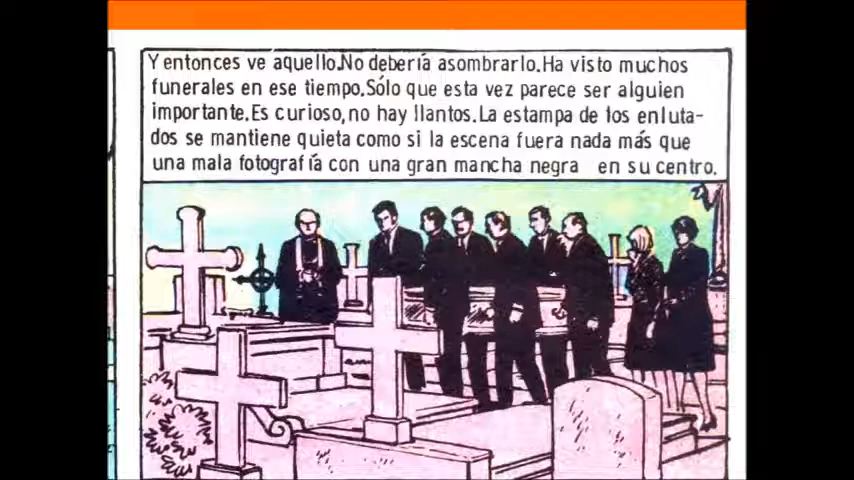 Y entonces ve aquello.No debería asombrarlo.Ha visto muchos
funerales en ese tiempo.Sólo que esta vez parece ser alguien
importante.Es curioso,no hay llantos.La estampa de los enluta-
dos se mantiene quieta como si la escena fuera nada más que
una mala fotografía con una gran mancha negra en su centro.